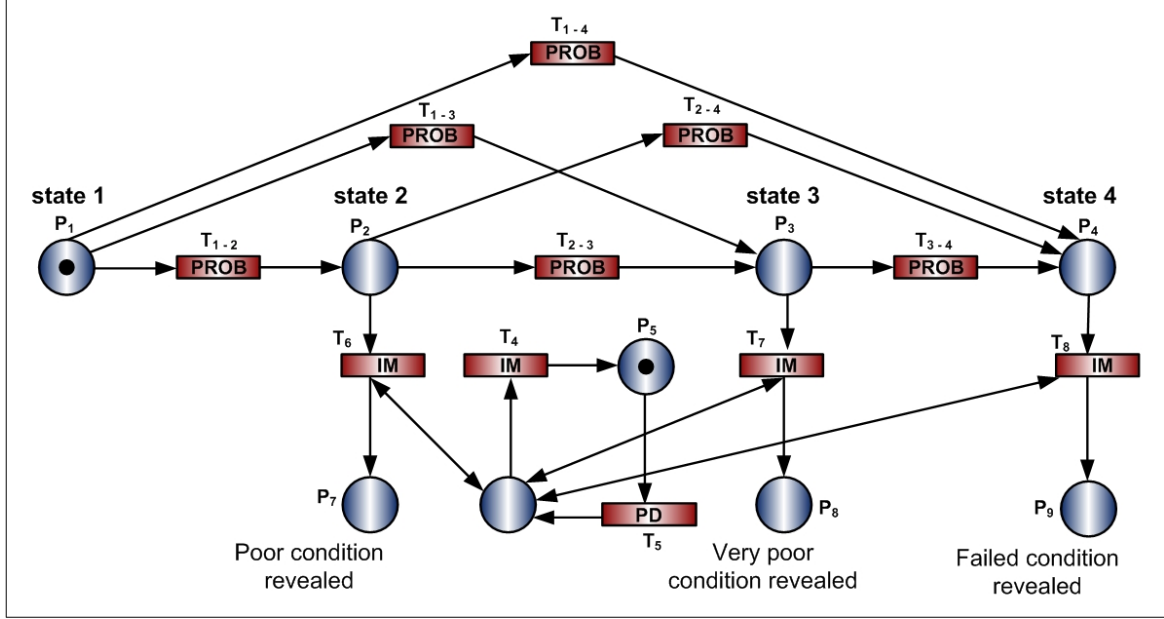 T1 - 4
PROB
T1 - 3
PROB
T2 - 4
PROB
state 1
state 2
state 3
state 4
P1
P2
P3
P4
T1 - 2
PROB
T2 - 3
PROB
T3 - 4
PROB
T6
IM
T4
IM
P5
T7
IM
T8
IM
P7
PD
T5
P8
P9
Poor condition
revealed
Very poor
condition revealed
Failed condition
revealed